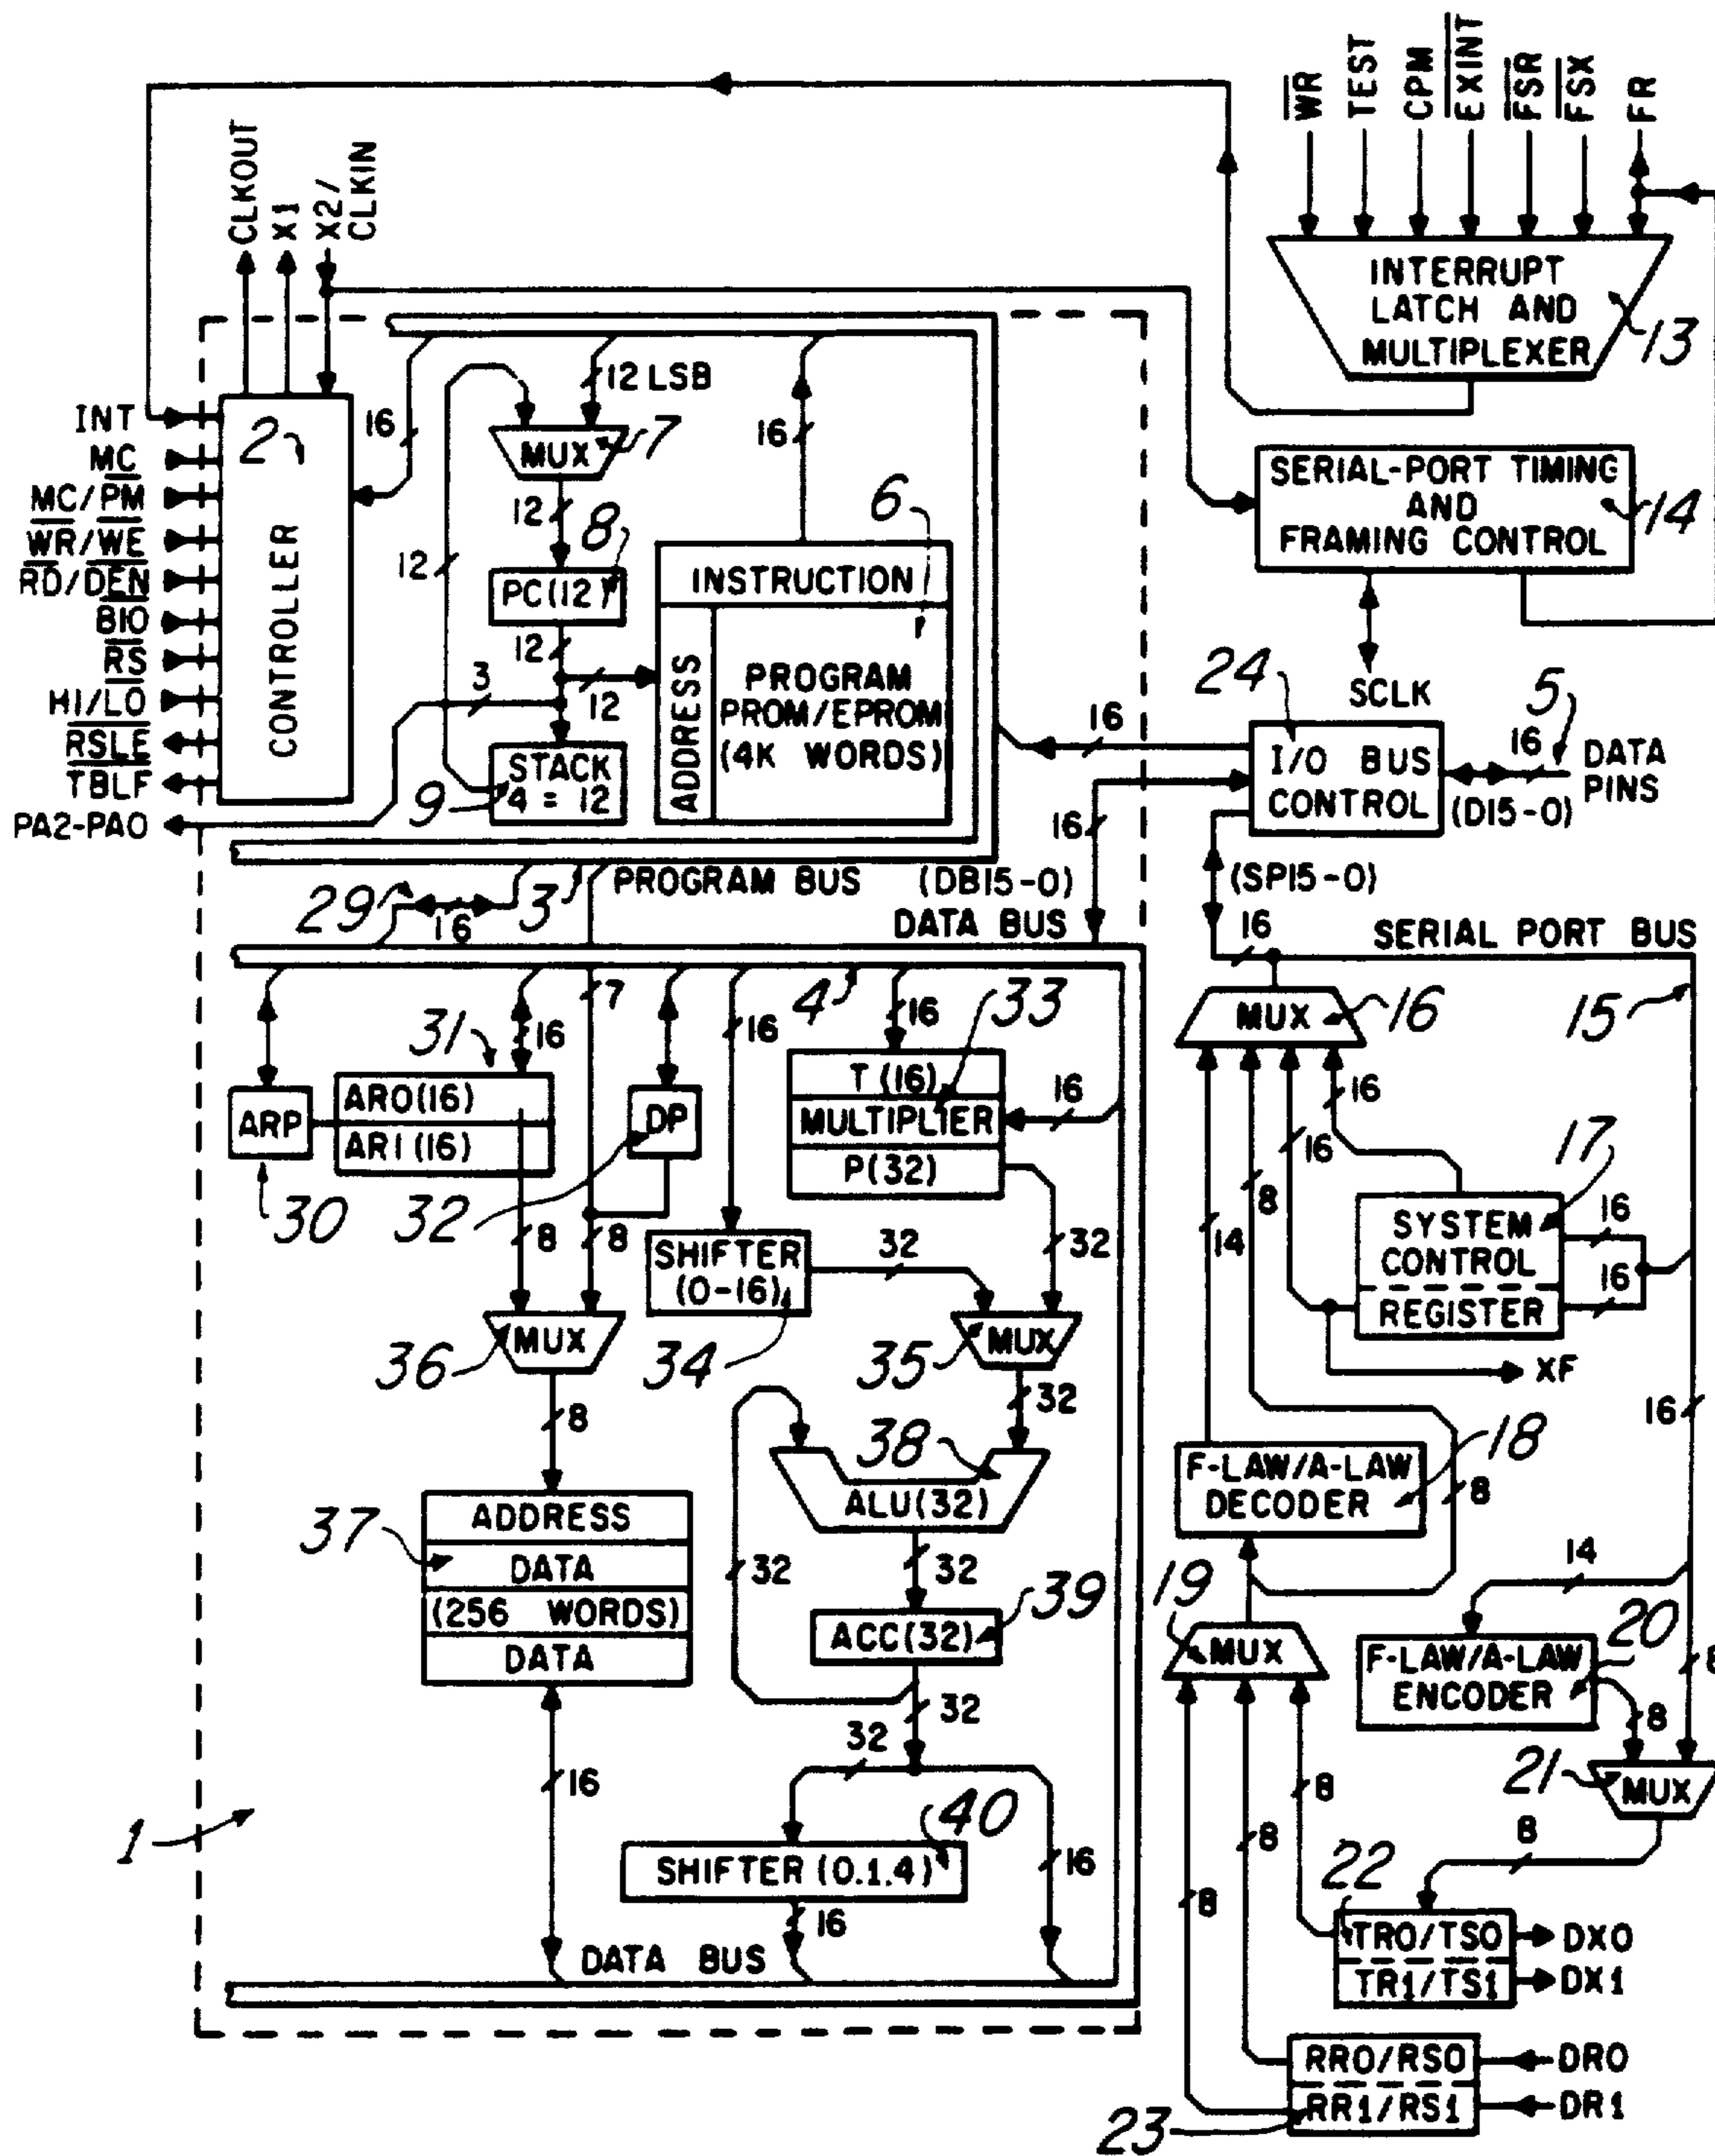 WR
TEST
CPM
EXINT
FSR
FSX
FR
CLKOUT
X1
X2/
CLKIN
INTERRUPT
LATCH AND
MULTIPLEXER
13
INT
MC
MC/PM
WR/WE
RD/DEN
BIO
RS
HI/LO
RSLE
TBLF
PA2-PA0
2
CONTROLLER
16
12 LSB
MUX
7
16
12
8
12
PC(12)
12
3
12
STACK
4 = 12
9
6
INSTRUCTION
ADDRESS
PROGRAM
PROM/EPROM
(4K WORDS)
SERIAL-PORT TIMING
AND
FRAMING CONTROL
14
SCLK
24
5
16
I/O BUS
CONTROL
16
DATA
PINS
(D15-0)
16
29
16
3
PROGRAM BUS
(DB15-0)
DATA BUS
(SP15-0)
16
SERIAL PORT BUS
15
MUX
16
4
7
16
16
16
33
31
ARP
30
AR0(16)
AR1(16)
DP
32
T(16)
MULTIPLIER
P(32)
16
8
8
SHIFTER
(0-16)
34
32
32
MUX
36
MUX
35
8
32
16
16
8
14
17
SYSTEM
CONTROL
REGISTER
16
16
XF
16
38
ALU(32)
F-LAW/A-LAW
DECODER
18
8
37
ADDRESS
DATA
(256 WORDS)
DATA
32
32
ACC(32)
39
32
32
14
19
MUX
F-LAW/A-LAW
ENCODER
20
8
8
21
MUX
16
1
SHIFTER (0.1.4)
40
16
16
DATA BUS
8
8
8
8
22
TR0/TS0
TR1/TS1
DX0
DX1
RR0/RS0
RR1/RS1
DR0
DR1
23